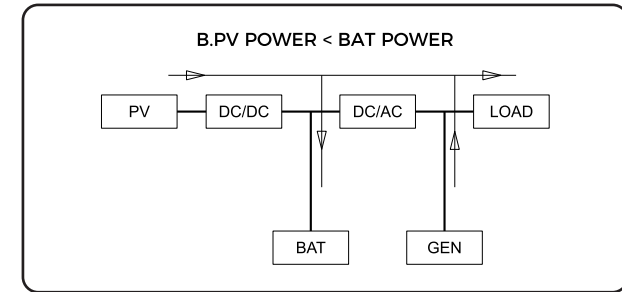 B.PV POWER < BAT POWER
PV DC/DC DC/AC LOAD
BAT GEN